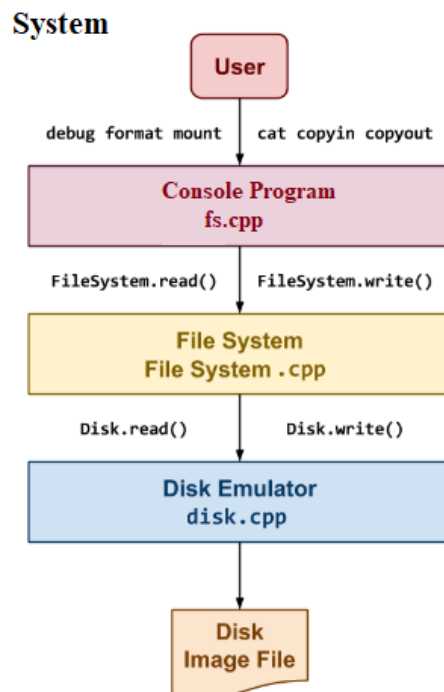 System
User
debug format mount cat copyin copyout
Console Program
fs.cpp
FileSystem.read() FileSystem.write()
File System
File System .cpp
Disk.read() Disk.write()
Disk Emulator
disk.cpp
Disk
Image File